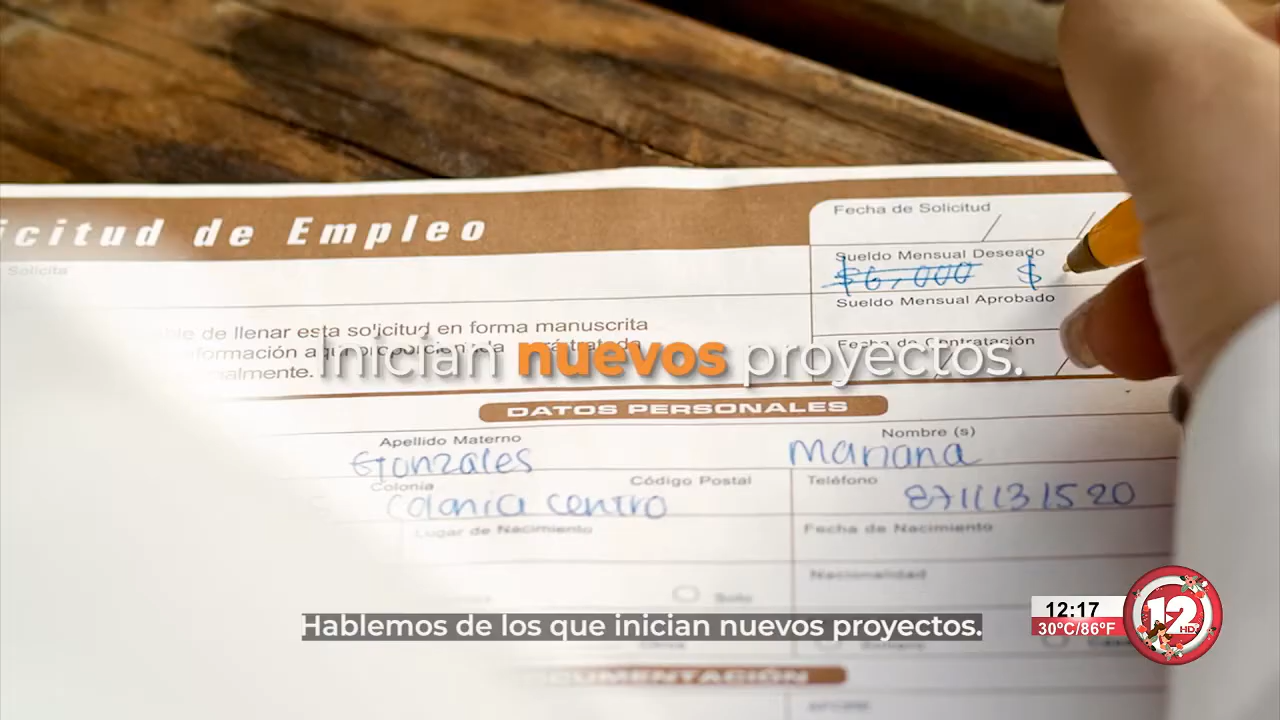 icitud de Empleo
Fecha de Solicitud
Solicita
Sueldo Mensual Deseado
$6,000 $
Sueldo Mensual Aprobado
de llenar esta solicitud en forma manuscrita
Fecha de Contratación
Inician nuevos proyectos.
almente.
DATOS PERSONALES
Apellido Materno
Nombre (s)
Gonzales
Mariana
Colonia
Código Postal
Teléfono
Colonia centro
8711131520
Lugar de Nacimiento
Fecha de Nacimiento
Nacionalidad
Hablemos de los que inician nuevos proyectos.
12:17
30°C/86°F
12
HD